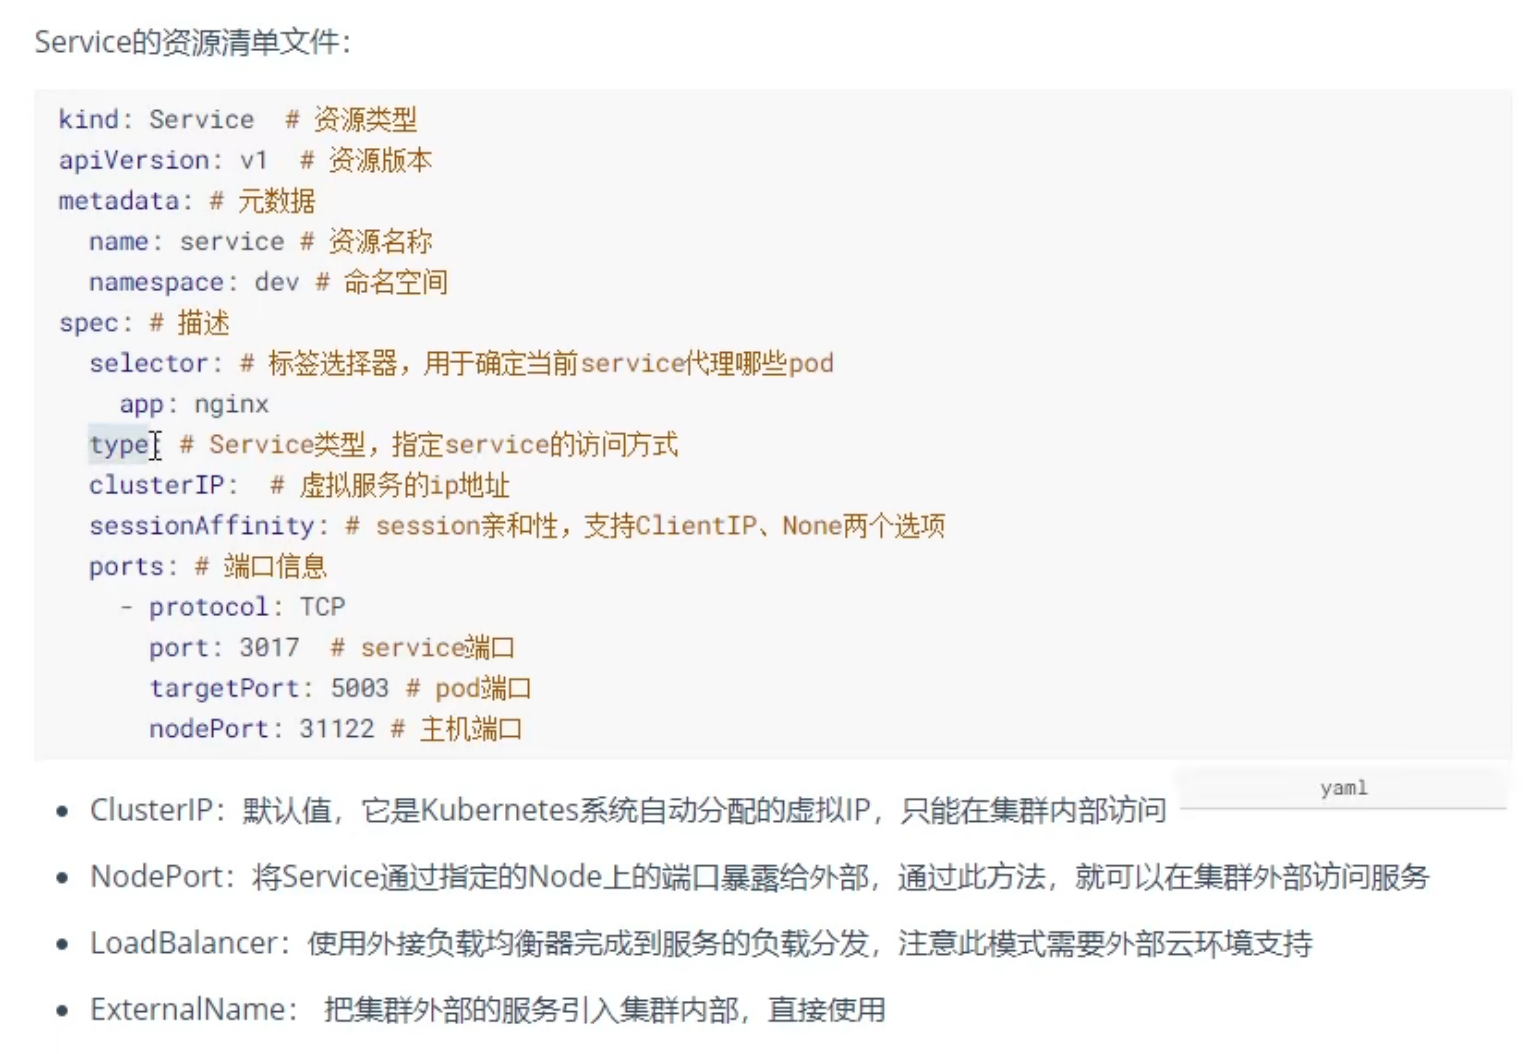 Service的资源清单文件：
kind: Service  # 资源类型
apiVersion: v1  # 资源版本
metadata: # 元数据
  name: service # 资源名称
  namespace: dev # 命名空间
spec: # 描述
  selector: # 标签选择器，用于确定当前service代理哪些pod
    app: nginx
  type: # Service类型，指定service的访问方式
  clusterIP:  # 虚拟服务的ip地址
  sessionAffinity: # session亲和性，支持ClientIP、None两个选项
  ports: # 端口信息
    - protocol: TCP
      port: 3017  # service端口
      targetPort: 5003 # pod端口
      nodePort: 31122 # 主机端口
yaml
• ClusterIP：默认值，它是Kubernetes系统自动分配的虚拟IP，只能在集群内部访问
• NodePort：将Service通过指定的Node上的端口暴露给外部，通过此方法，就可以在集群外部访问服务
• LoadBalancer：使用外接负载均衡器完成到服务的负载分发，注意此模式需要外部云环境支持
• ExternalName： 把集群外部的服务引入集群内部，直接使用